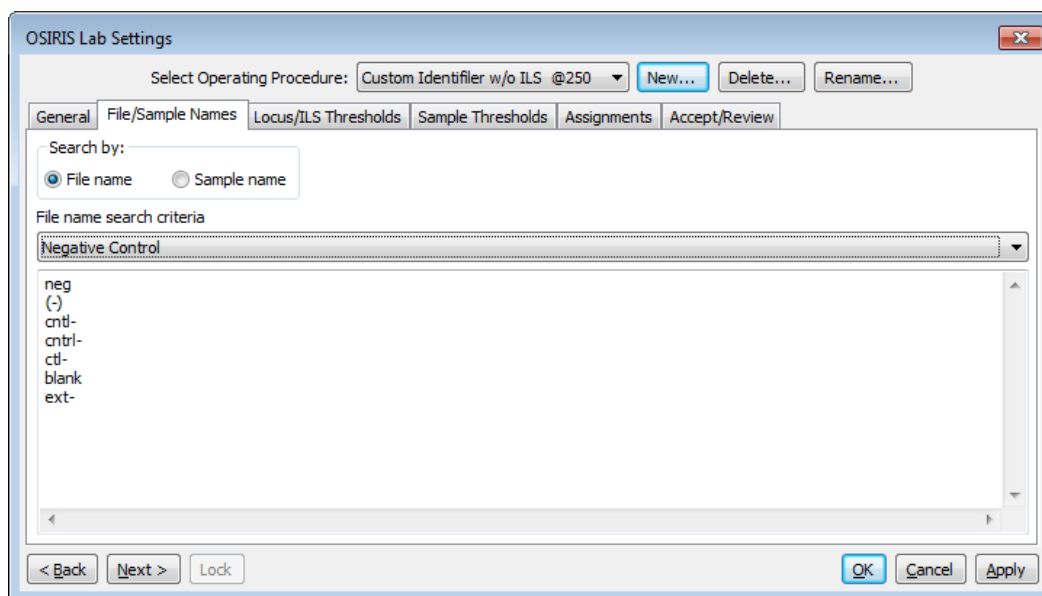 OSIRIS Lab Settings
Select Operating Procedure: Custom Identifiler w/o ILS @250 New... Delete... Rename...
General File/Sample Names Locus/ILS Thresholds Sample Thresholds Assignments Accept/Review
Search by:
File name Sample name
File name search criteria
Negative Control
neg
(-)
cntl-
cntrl-
ctl-
blank
ext-
< Back Next > Lock OK Cancel Apply